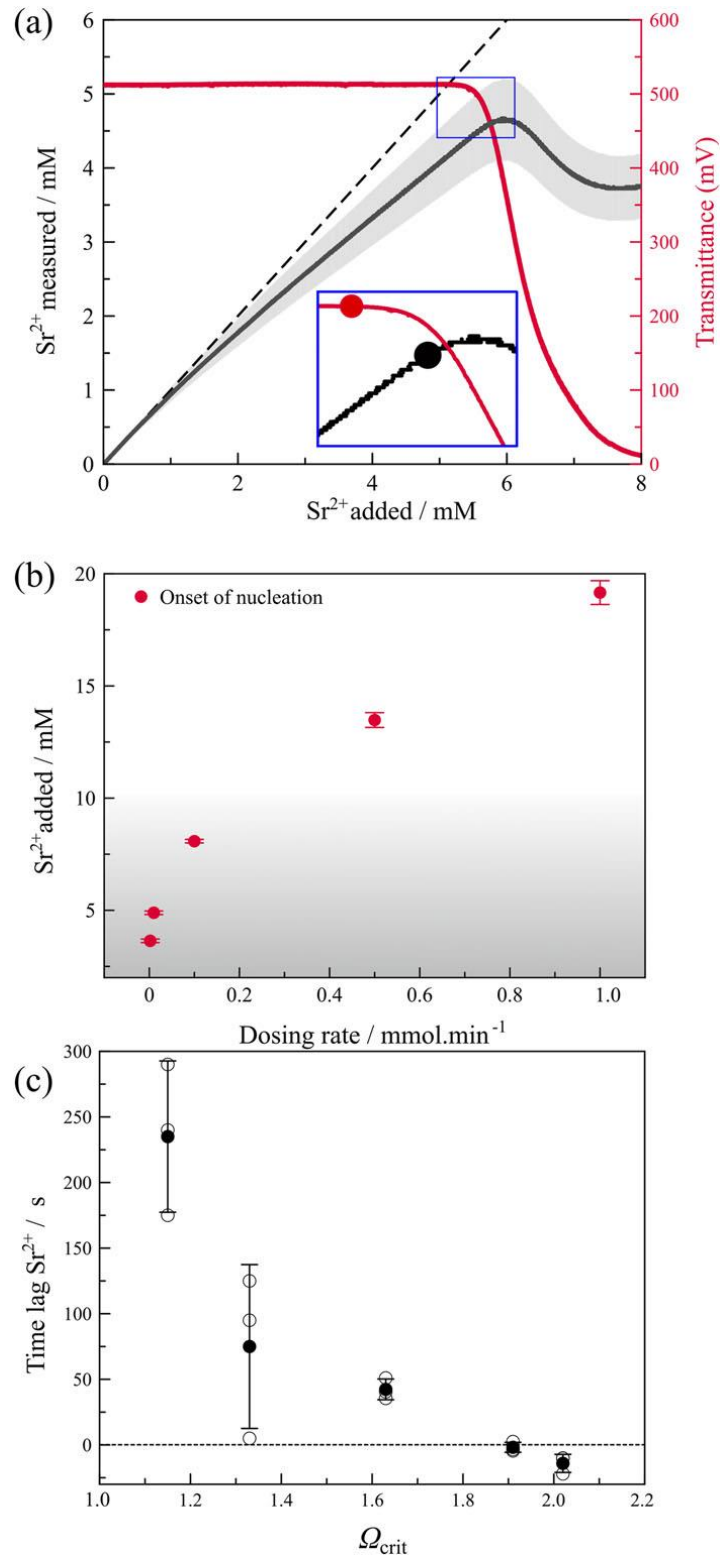 (a)
6
5
4
3
2
1
0
Sr²⁺ measured / mM
600
500
400
300
200
100
0
Transmittance (mV)
0 2 4 6 8
Sr²⁺ added / mM
(b)
Onset of nucleation
20
15
10
5
Sr²⁺ added / mM
0 0.2 0.4 0.6 0.8 1.0
Dosing rate / mmol.min⁻¹
(c)
300
250
200
150
100
50
0
Time lag Sr²⁺ / s
1.0 1.2 1.4 1.6 1.8 2.0 2.2
Ω_crit